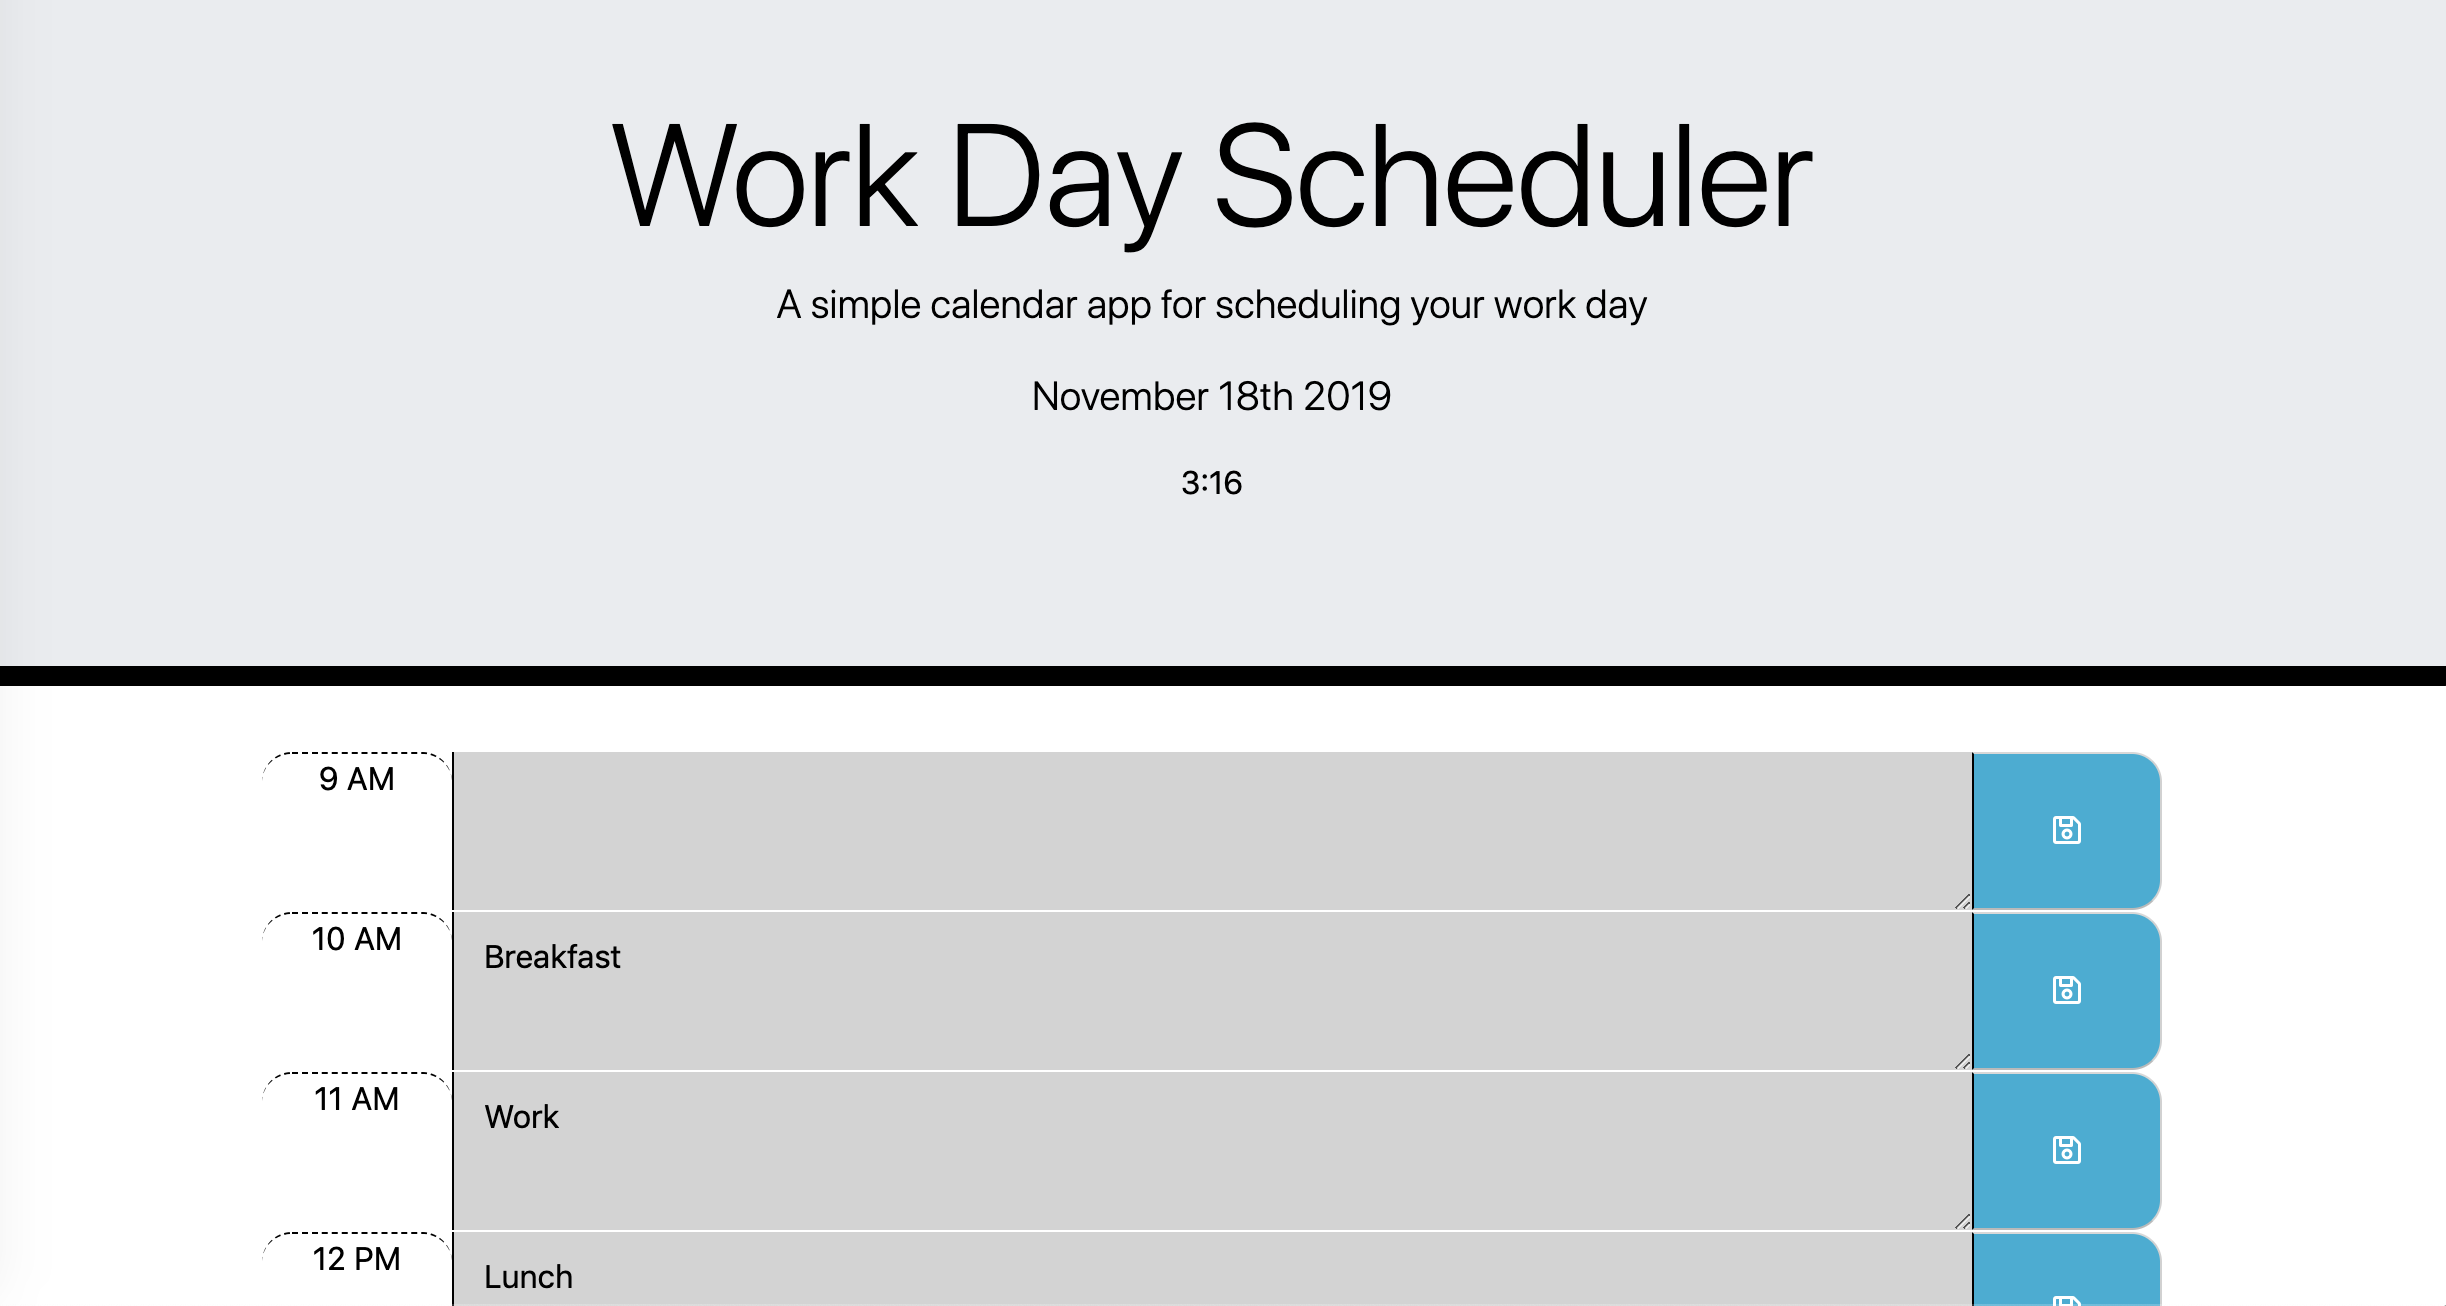 Work Day Scheduler
A simple calendar app for scheduling your work day
November 18th 2019
3:16
9 AM
10 AM
Breakfast
11 AM
Work
12 PM
Lunch